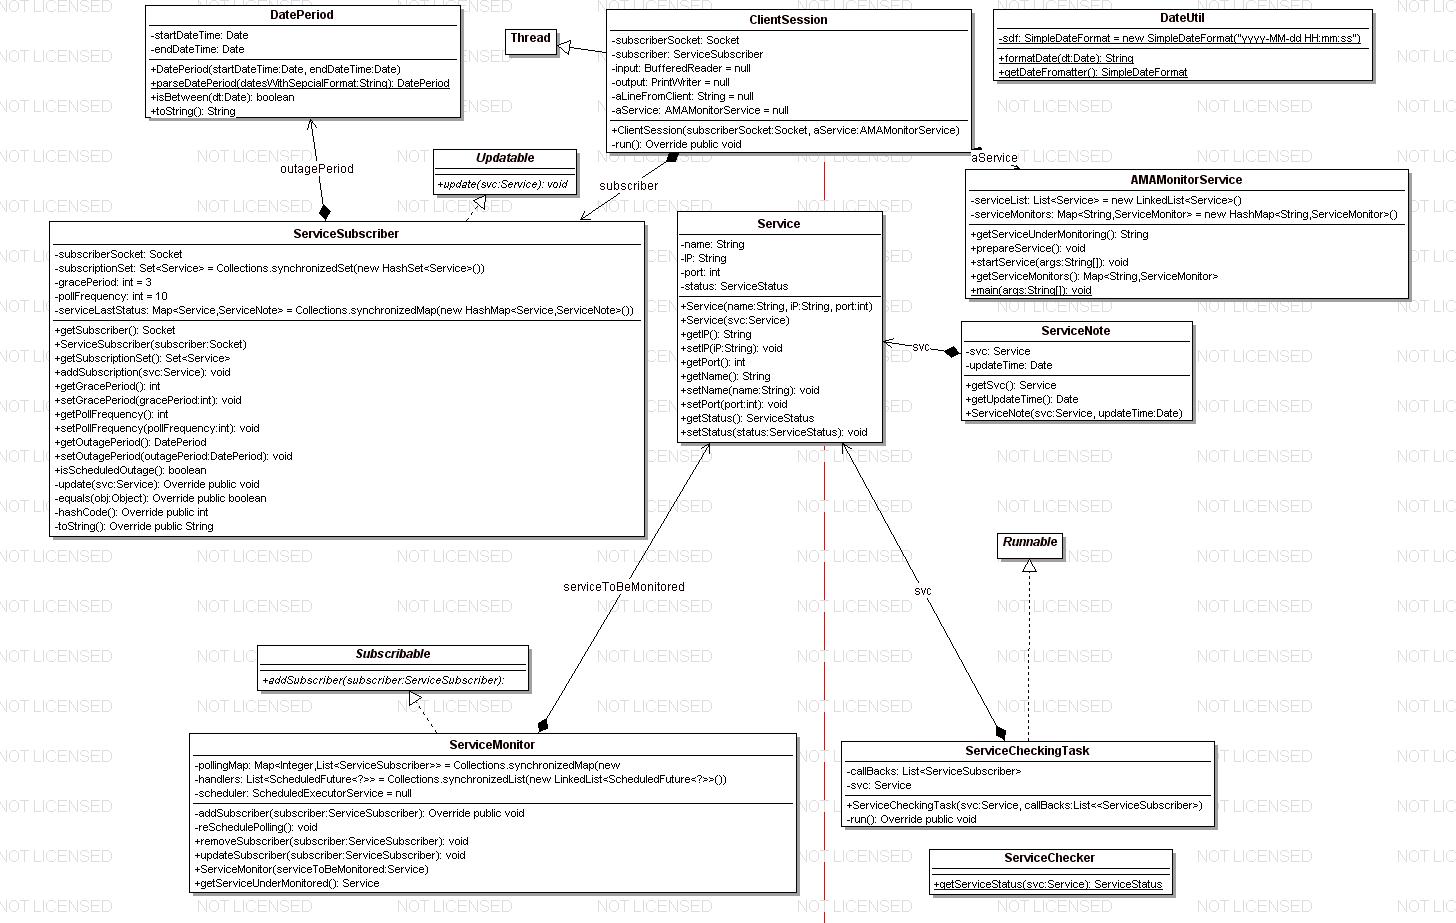 DatePeriod
-startDateTime: Date
-endDateTime: Date
+DatePeriod(startDateTime:Date, endDateTime:Date)
+parseDatePeriod(datesWithSepcialFormat:String): DatePeriod
+isBetween(dt:Date): boolean
+toString(): String
Thread
ClientSession
-subscriberSocket: Socket
-subscriber: ServiceSubscriber
-input: BufferedReader = null
-output: PrintWriter = null
-aLineFromClient: String = null
-aService: AMAMonitorService = null
+ClientSession(subscriberSocket:Socket, aService:AMAMonitorService)
-run(): Override public void
DateUtil
-sdf: SimpleDateFormat = new SimpleDateFormat("yyyy-MM-dd HH:mm:ss")
+formatDate(dt:Date): String
+getDateFromatter(): SimpleDateFormat
outagePeriod
Updatable
+update(svc:Service): void
subscriber
aService
AMAMonitorService
-serviceList: List<Service> = new LinkedList<Service>()
-serviceMonitors: Map<String,ServiceMonitor> = new HashMap<String,ServiceMonitor>()
+getServiceUnderMonitoring(): String
+prepareService(): void
+startService(args:String[]): void
+getServiceMonitors(): Map<String,ServiceMonitor>
+main(args:String[]): void
ServiceSubscriber
-subscriberSocket: Socket
-subscriptionSet: Set<Service> = Collections.synchronizedSet(new HashSet<Service>())
-gracePeriod: int = 3
-pollFrequency: int = 10
-serviceLastStatus: Map<Service,ServiceNote> = Collections.synchronizedMap(new HashMap<Service,ServiceNote>())
+getSubscriber(): Socket
+ServiceSubscriber(subscriber:Socket)
+getSubscriptionSet(): Set<Service>
+addSubscription(svc:Service): void
+getGracePeriod(): int
+setGracePeriod(gracePeriod:int): void
+getPollFrequency(): int
+setPollFrequency(pollFrequency:int): void
+getOutagePeriod(): DatePeriod
+setOutagePeriod(outagePeriod:DatePeriod): void
+isScheduledOutage(): boolean
-update(svc:Service): Override public void
-equals(obj:Object): Override public boolean
-hashCode(): Override public int
-toString(): Override public String
Service
-name: String
-IP: String
-port: int
-status: ServiceStatus
+Service(name:String, iP:String, port:int)
+Service(svc:Service)
+getIP(): String
+setIP(iP:String): void
+getPort(): int
+getName(): String
+setName(name:String): void
+setPort(port:int): void
+getStatus(): ServiceStatus
+setStatus(status:ServiceStatus): void
svc
ServiceNote
-svc: Service
-updateTime: Date
+getSvc(): Service
+getUpdateTime(): Date
+ServiceNote(svc:Service, updateTime:Date)
serviceToBeMonitored
svc
Runnable
Subscribable
+addSubscriber(subscriber:ServiceSubscriber):
ServiceMonitor
-pollingMap: Map<Integer,List<ServiceSubscriber>> = Collections.synchronizedMap(new
-handlers: List<ScheduledFuture<?>> = Collections.synchronizedList(new LinkedList<ScheduledFuture<?>>())
-scheduler: ScheduledExecutorService = null
-addSubscriber(subscriber:ServiceSubscriber): Override public void
-reSchedulePolling(): void
+removeSubscriber(subscriber:ServiceSubscriber): void
+updateSubscriber(subscriber:ServiceSubscriber): void
+ServiceMonitor(serviceToBeMonitored:Service)
+getServiceUnderMonitored(): Service
ServiceCheckingTask
-callBacks: List<ServiceSubscriber>
-svc: Service
+ServiceCheckingTask(svc:Service, callBacks:List<<ServiceSubscriber>)
-run(): Override public void
ServiceChecker
+getServiceStatus(svc:Service): ServiceStatus
NOT LICENSED